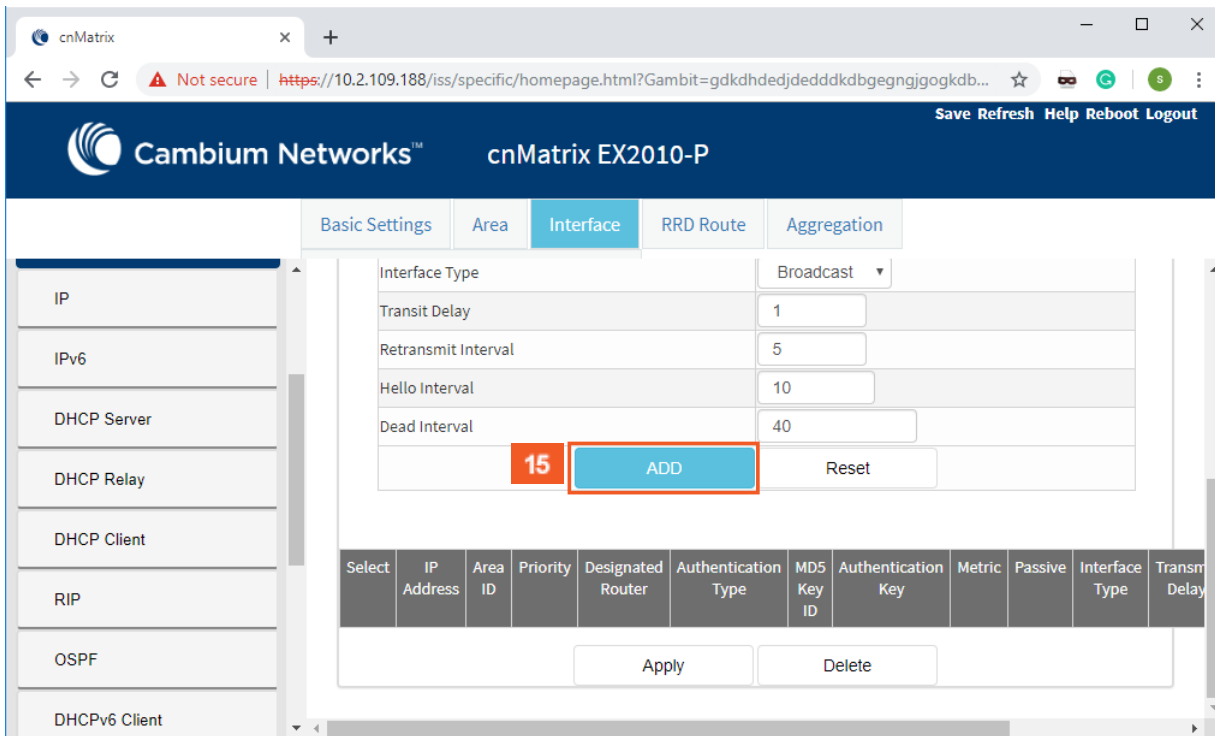 cnMatrix
Not secure | https://10.2.109.188/iss/specific/homepage.html?Gambit=gdkdhdedjdedddkdbgegngjgogkdb...
S
Save Refresh Help Reboot Logout
Cambium Networks™ cnMatrix EX2010-P
Basic Settings Area Interface RRD Route Aggregation
IP
IPv6
DHCP Server
DHCP Relay
DHCP Client
RIP
OSPF
DHCPv6 Client
Interface Type Broadcast
Transit Delay 1
Retransmit Interval 5
Hello Interval 10
Dead Interval 40
15 ADD Reset
Select IP Address Area ID Priority Designated Router Authentication Type MD5 Key ID Authentication Key Metric Passive Interface Type Transm Delay
Apply Delete